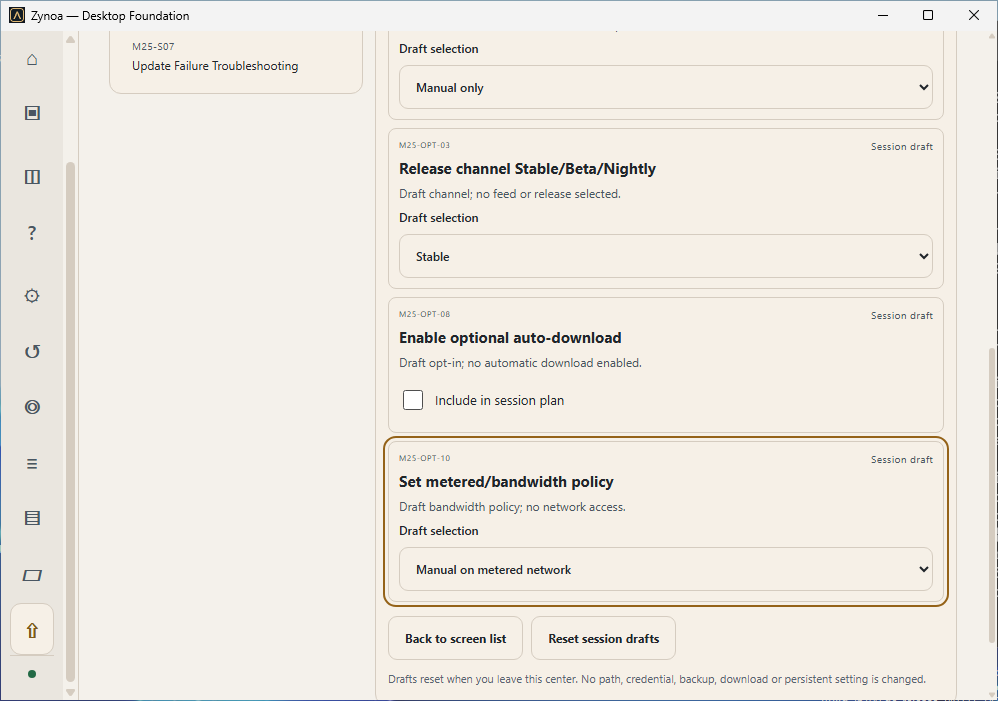 Zynoa — Desktop Foundation
M25-S07
Update Failure Troubleshooting
Draft selection
Manual only
M25-OPT-03
Session draft
Release channel Stable/Beta/Nightly
Draft channel; no feed or release selected.
Draft selection
Stable
M25-OPT-08
Session draft
Enable optional auto-download
Draft opt-in; no automatic download enabled.
Include in session plan
M25-OPT-10
Session draft
Set metered/bandwidth policy
Draft bandwidth policy; no network access.
Draft selection
Manual on metered network
Back to screen list
Reset session drafts
Drafts reset when you leave this center. No path, credential, backup, download or persistent setting is changed.